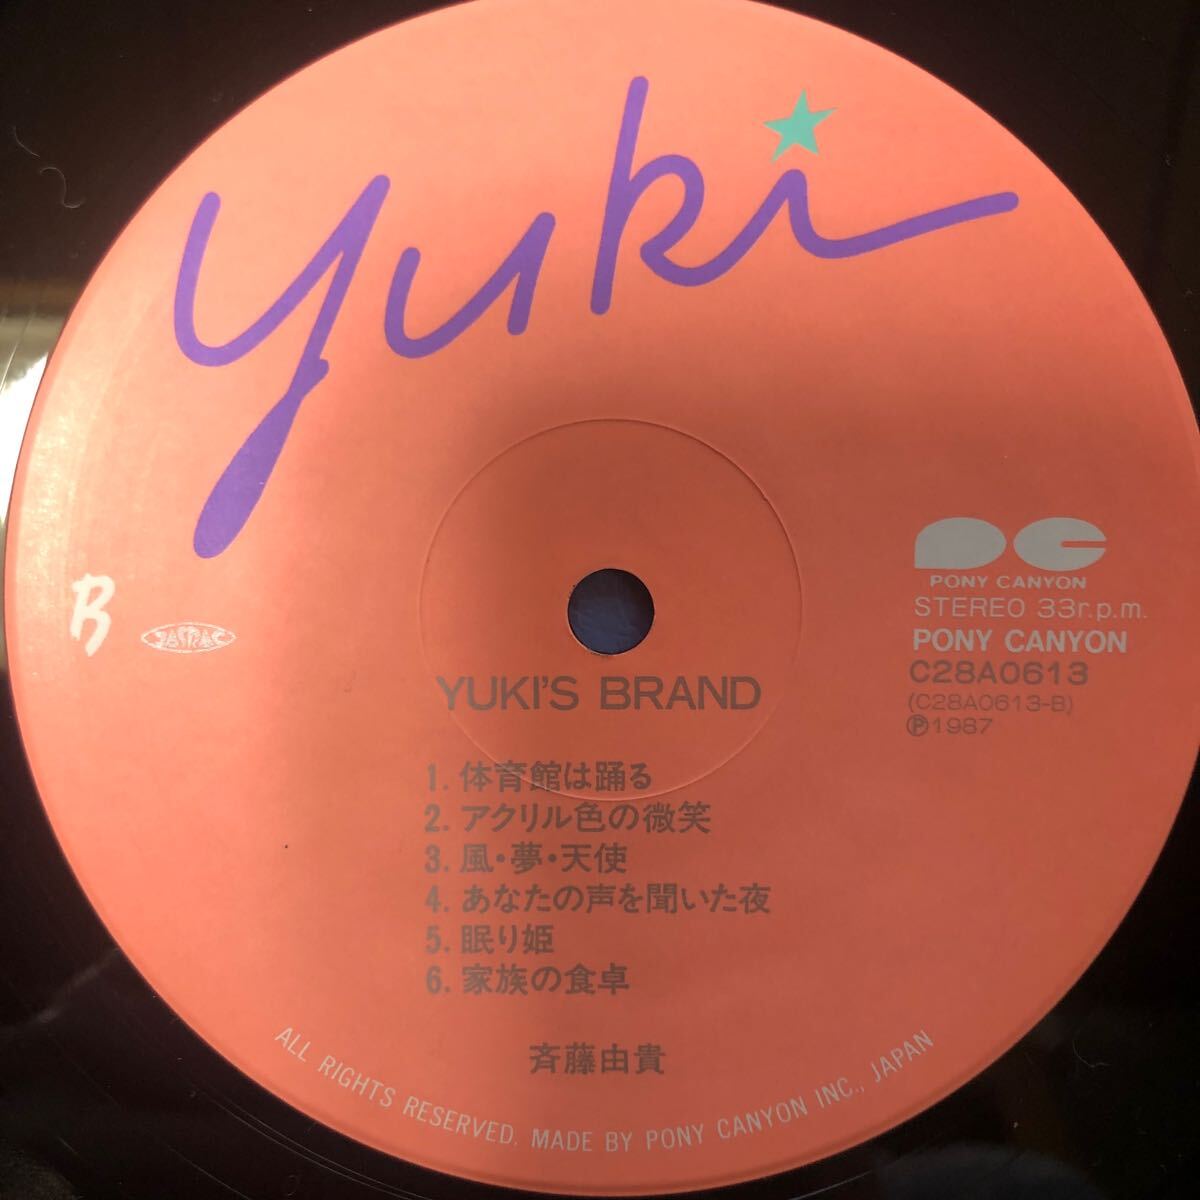 yuki
B
JASRAC
PONY CANYON
STEREO 33r.p.m.
PONY CANYON
C28A0613
(C28A0613-B)
Ⓟ1987
YUKI'S BRAND
1. 体育館は踊る
2. アクリル色の微笑
3. 風・夢・天使
4. あなたの声を聞いた夜
5. 眠り姫
6. 家族の食卓
斉藤由貴
ALL RIGHTS RESERVED. MADE BY PONY CANYON INC., JAPAN